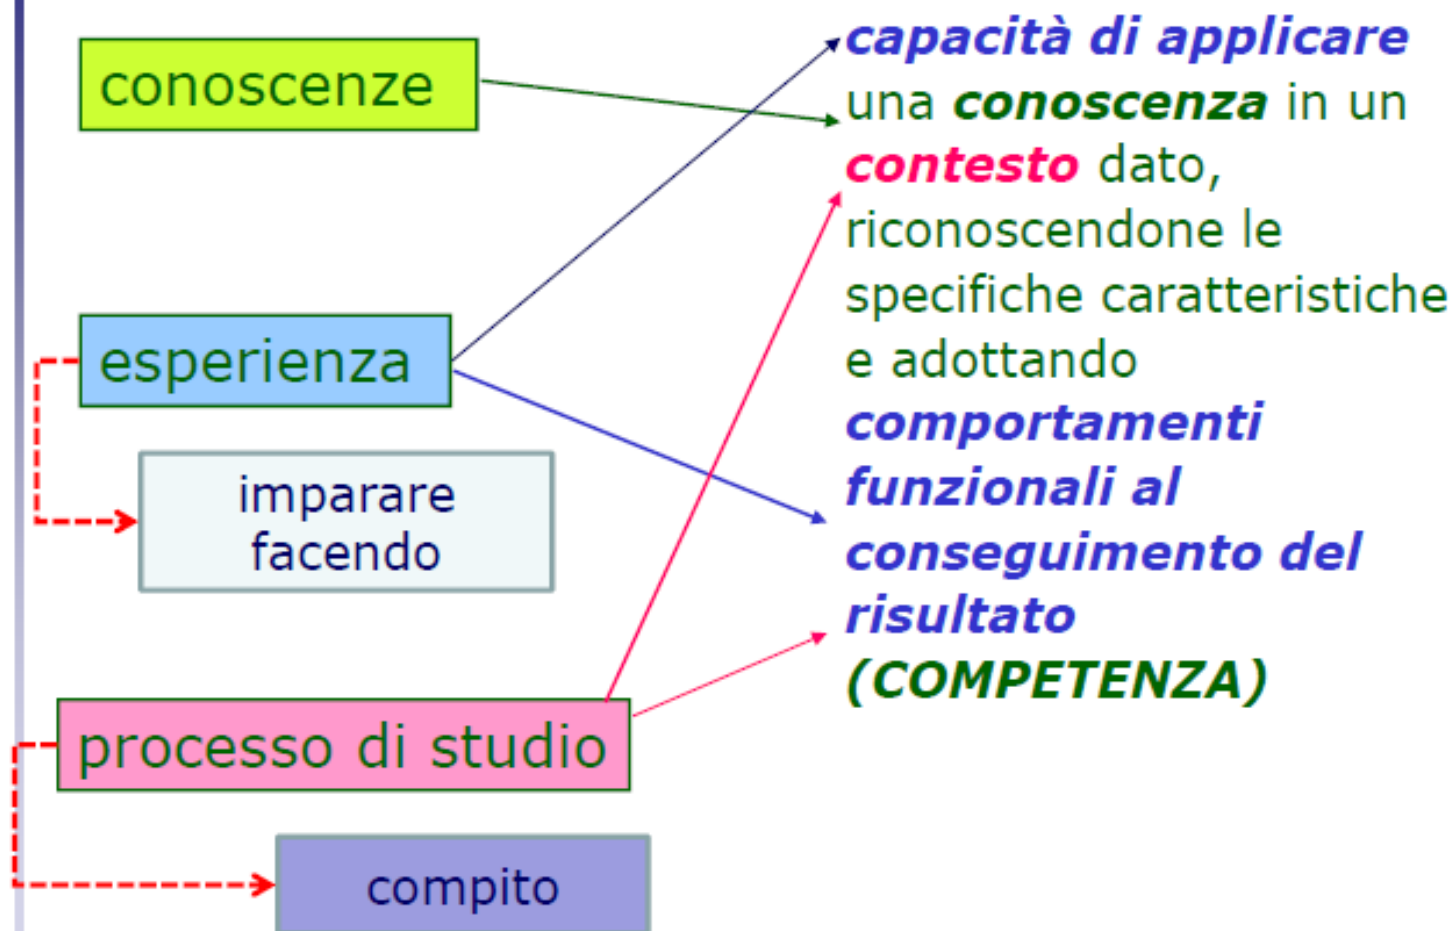 conoscenze
esperienza
imparare
facendo
processo di studio
compito
capacità di applicare
una conoscenza in un
contesto dato,
riconoscendone le
specifiche caratteristiche
e adottando
comportamenti
funzionali al
conseguimento del
risultato
(COMPETENZA)